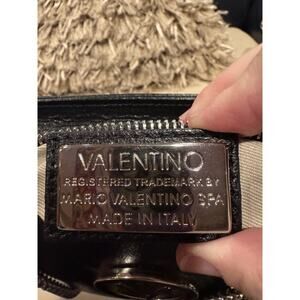 VALENTINO
REGISTERED TRADEMARK BY
MARIO VALENTINO SPA
MADE IN ITALY